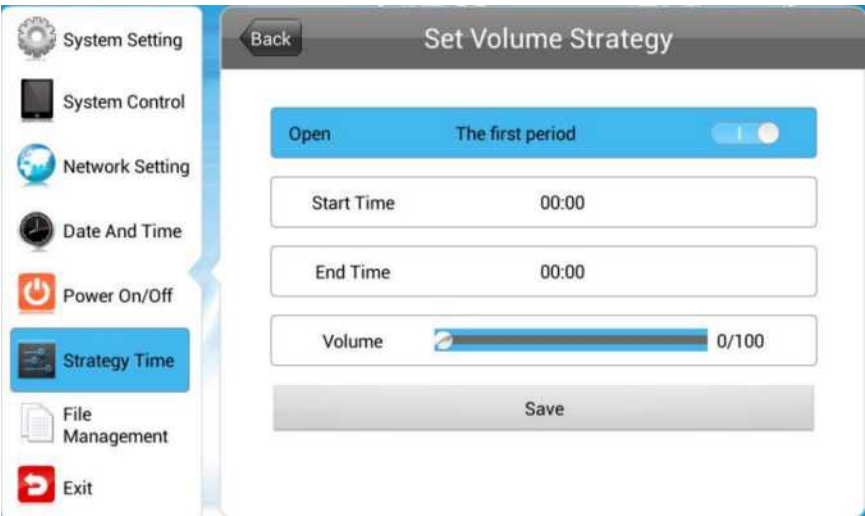 System Setting
System Control
Network Setting
Date And Time
Power On/Off
Strategy Time
File
Management
Exit
Back
Set Volume Strategy
Open The first period
Start Time 00:00
End Time 00:00
Volume 0/100
Save